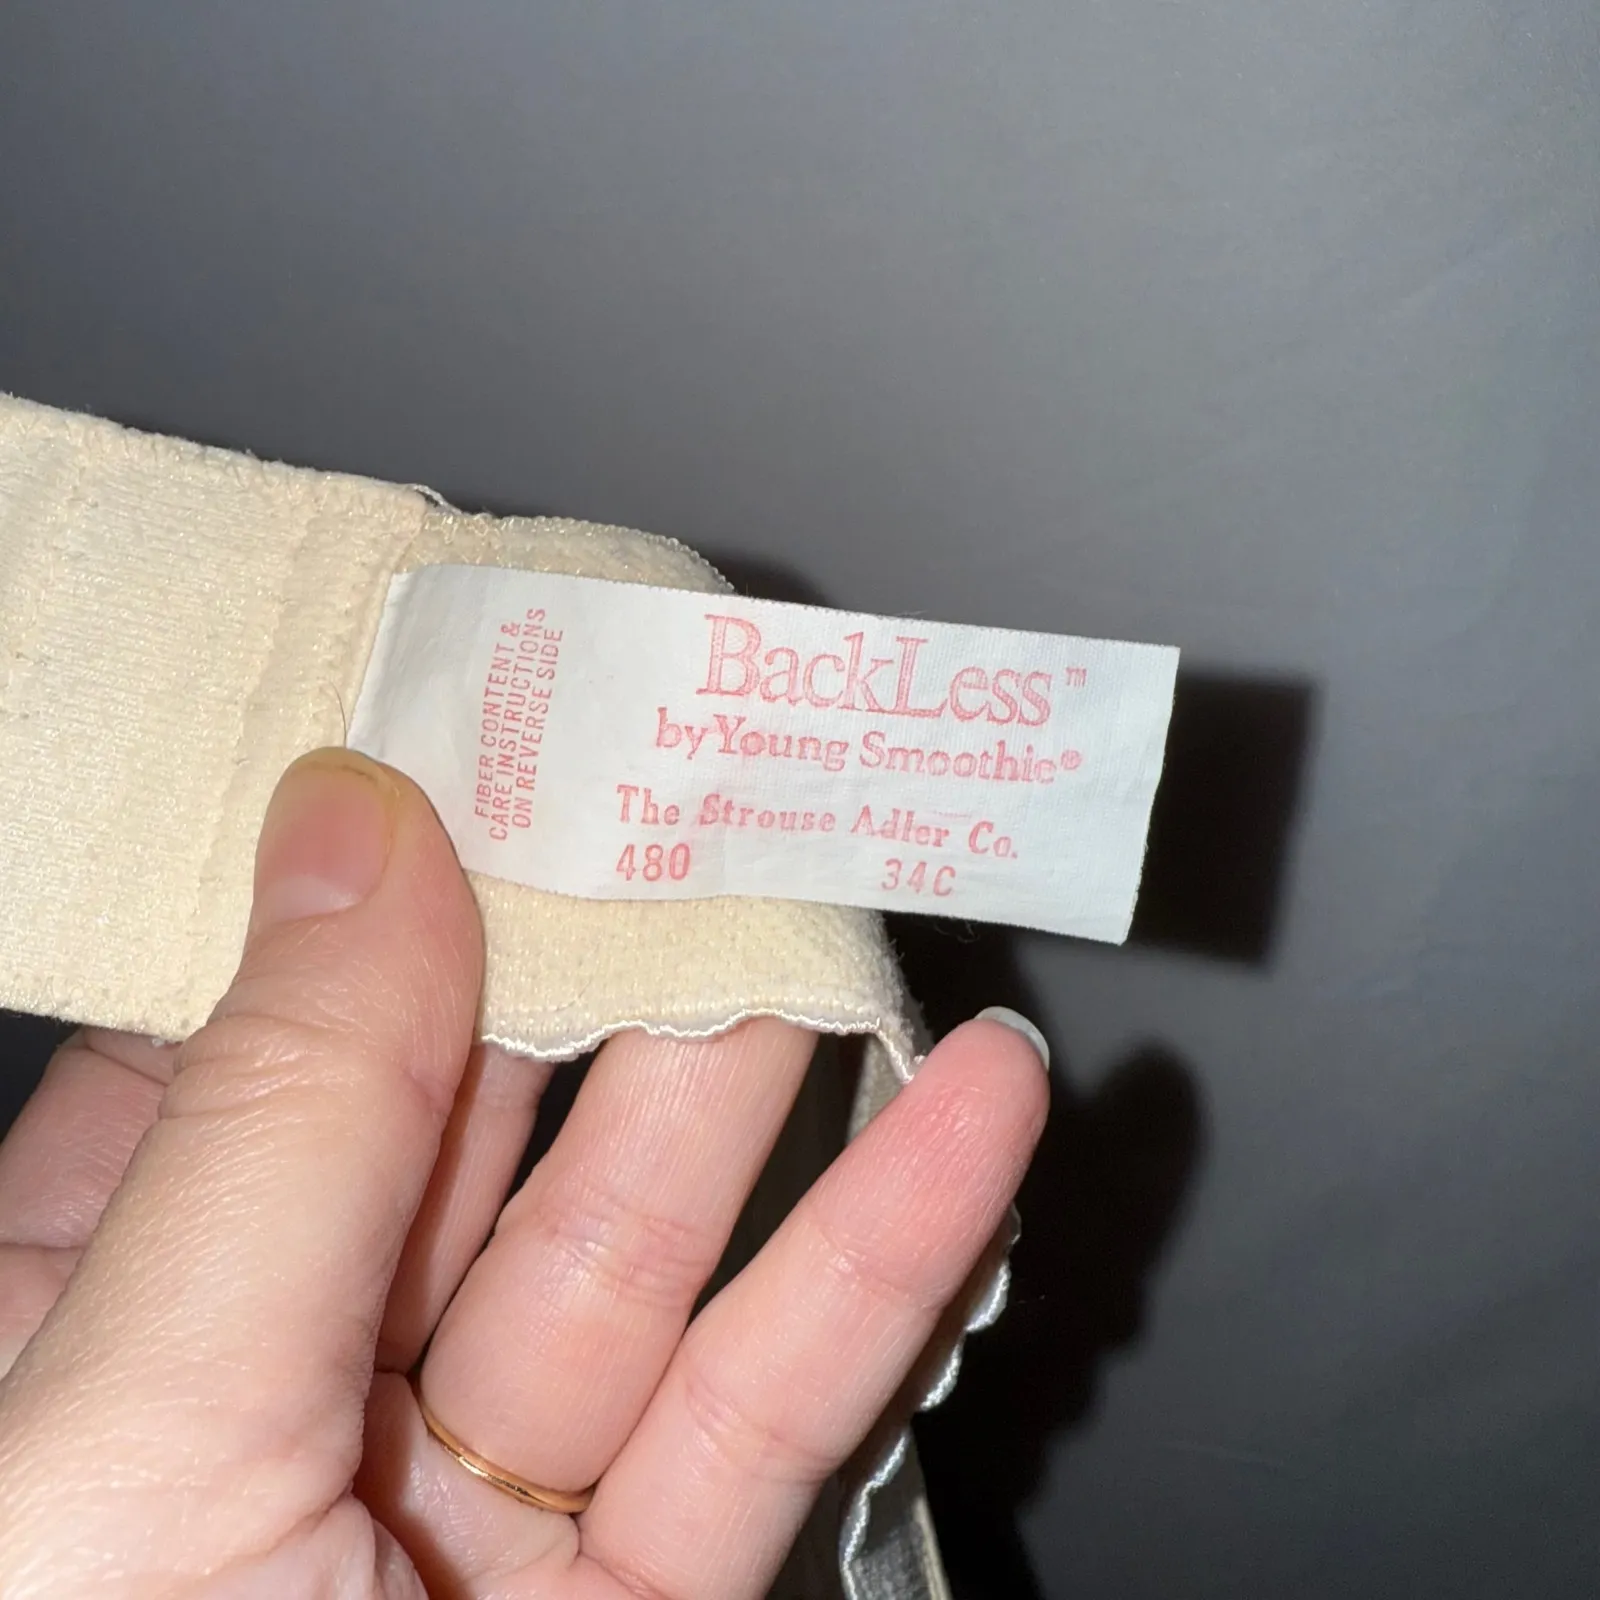 BackLess™
by Young Smoothie®
The Strouse Adler Co.
480 34C
FIBER CONTENT &
CARE INSTRUCTIONS
ON REVERSE SIDE